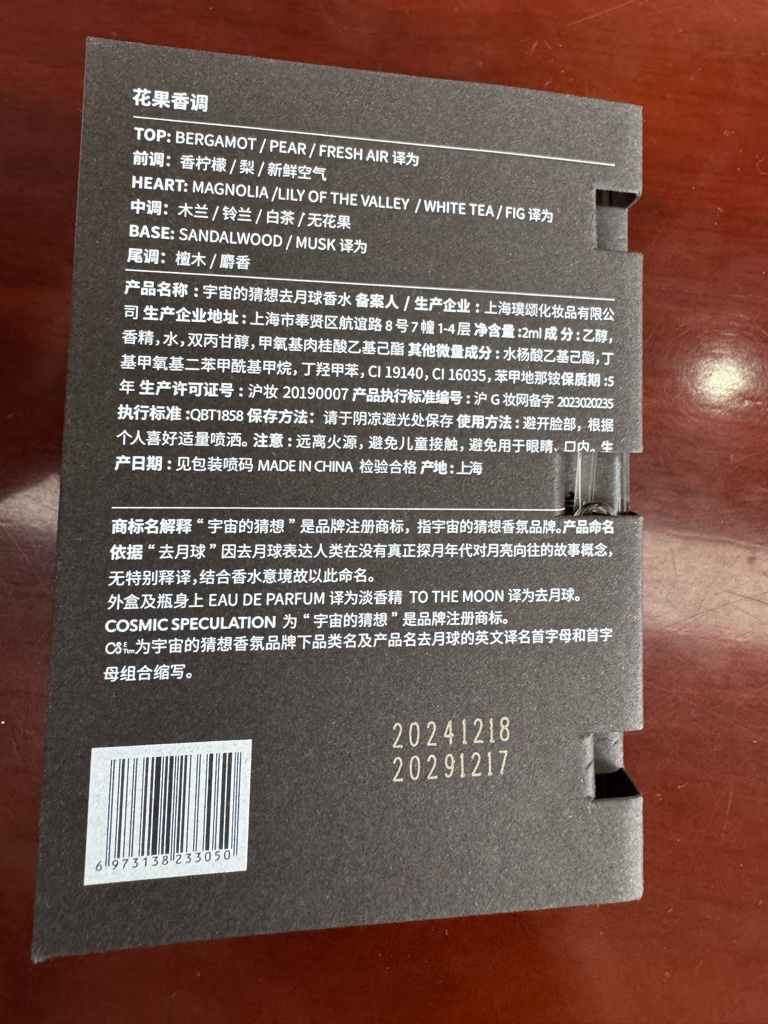 花果香调
TOP: BERGAMOT / PEAR / FRESH AIR 译为
前调：香柠檬 / 梨 / 新鲜空气
HEART: MAGNOLIA /LILY OF THE VALLEY / WHITE TEA / FIG 译为
中调：木兰 / 铃兰 / 白茶 / 无花果
BASE: SANDALWOOD / MUSK 译为
尾调：檀木 / 麝香
产品名称：宇宙的猜想去月球香水 备案人 / 生产企业：上海璞颂化妆品有限公
司 生产企业地址：上海市奉贤区航谊路8号7幢1-4层 净含量:2ml 成 分：乙醇，
香精，水，双丙甘醇，甲氧基肉桂酸乙基己酯 其他微量成分：水杨酸乙基己酯，丁
基甲氧基二苯甲酰基甲烷，丁羟甲苯，CI 19140，CI 16035，苯甲地那铵保质期:5
年 生产许可证号：沪妆 20190007 产品执行标准编号：沪 G 妆网备字 2023020235
执行标准:QBT1858 保存方法：请于阴凉避光处保存 使用方法：避开脸部，根据
个人喜好适量喷洒。注意：远离火源，避免儿童接触，避免用于眼睛、口内。生
产日期：见包装喷码 MADE IN CHINA 检验合格 产地:上海
商标名解释“宇宙的猜想”是品牌注册商标，指宇宙的猜想香氛品牌。产品命名
依据“去月球”因去月球表达人类在没有真正探月年代对月亮向往的故事概念，
无特别释译，结合香水意境故以此命名。
外盒及瓶身上 EAU DE PARFUM 译为淡香精 TO THE MOON 译为去月球。
COSMIC SPECULATION 为“宇宙的猜想”是品牌注册商标。
为宇宙的猜想香氛品牌下品类名及产品名去月球的英文译名首字母和首字
母组合缩写。
20241218
20291217
6 973138 233050